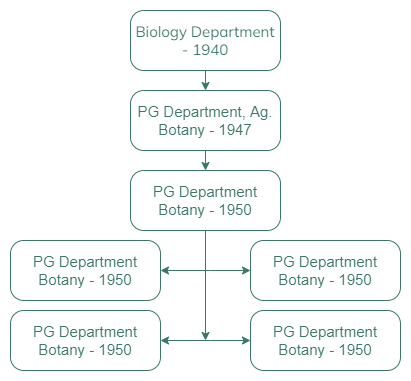 Biology Department
- 1940
PG Department, Ag.
Botany - 1947
PG Department
Botany - 1950
PG Department
Botany - 1950
PG Department
Botany - 1950
PG Department
Botany - 1950
PG Department
Botany - 1950